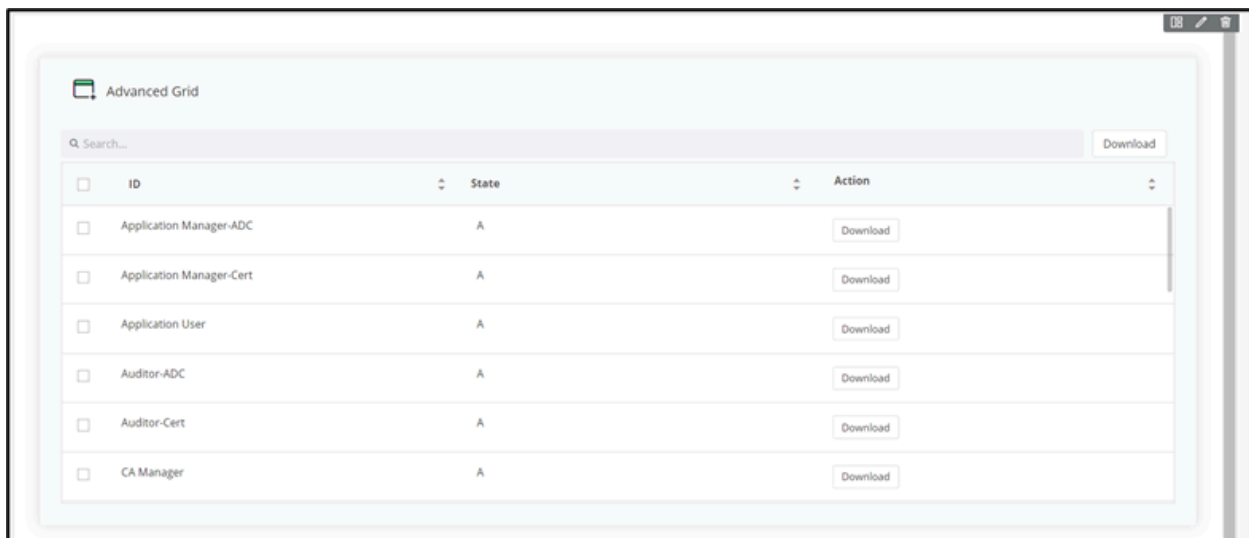 Advanced Grid
Search... Download
ID State Action
Application Manager-ADC A Download
Application Manager-Cert A Download
Application User A Download
Auditor-ADC A Download
Auditor-Cert A Download
CA Manager A Download